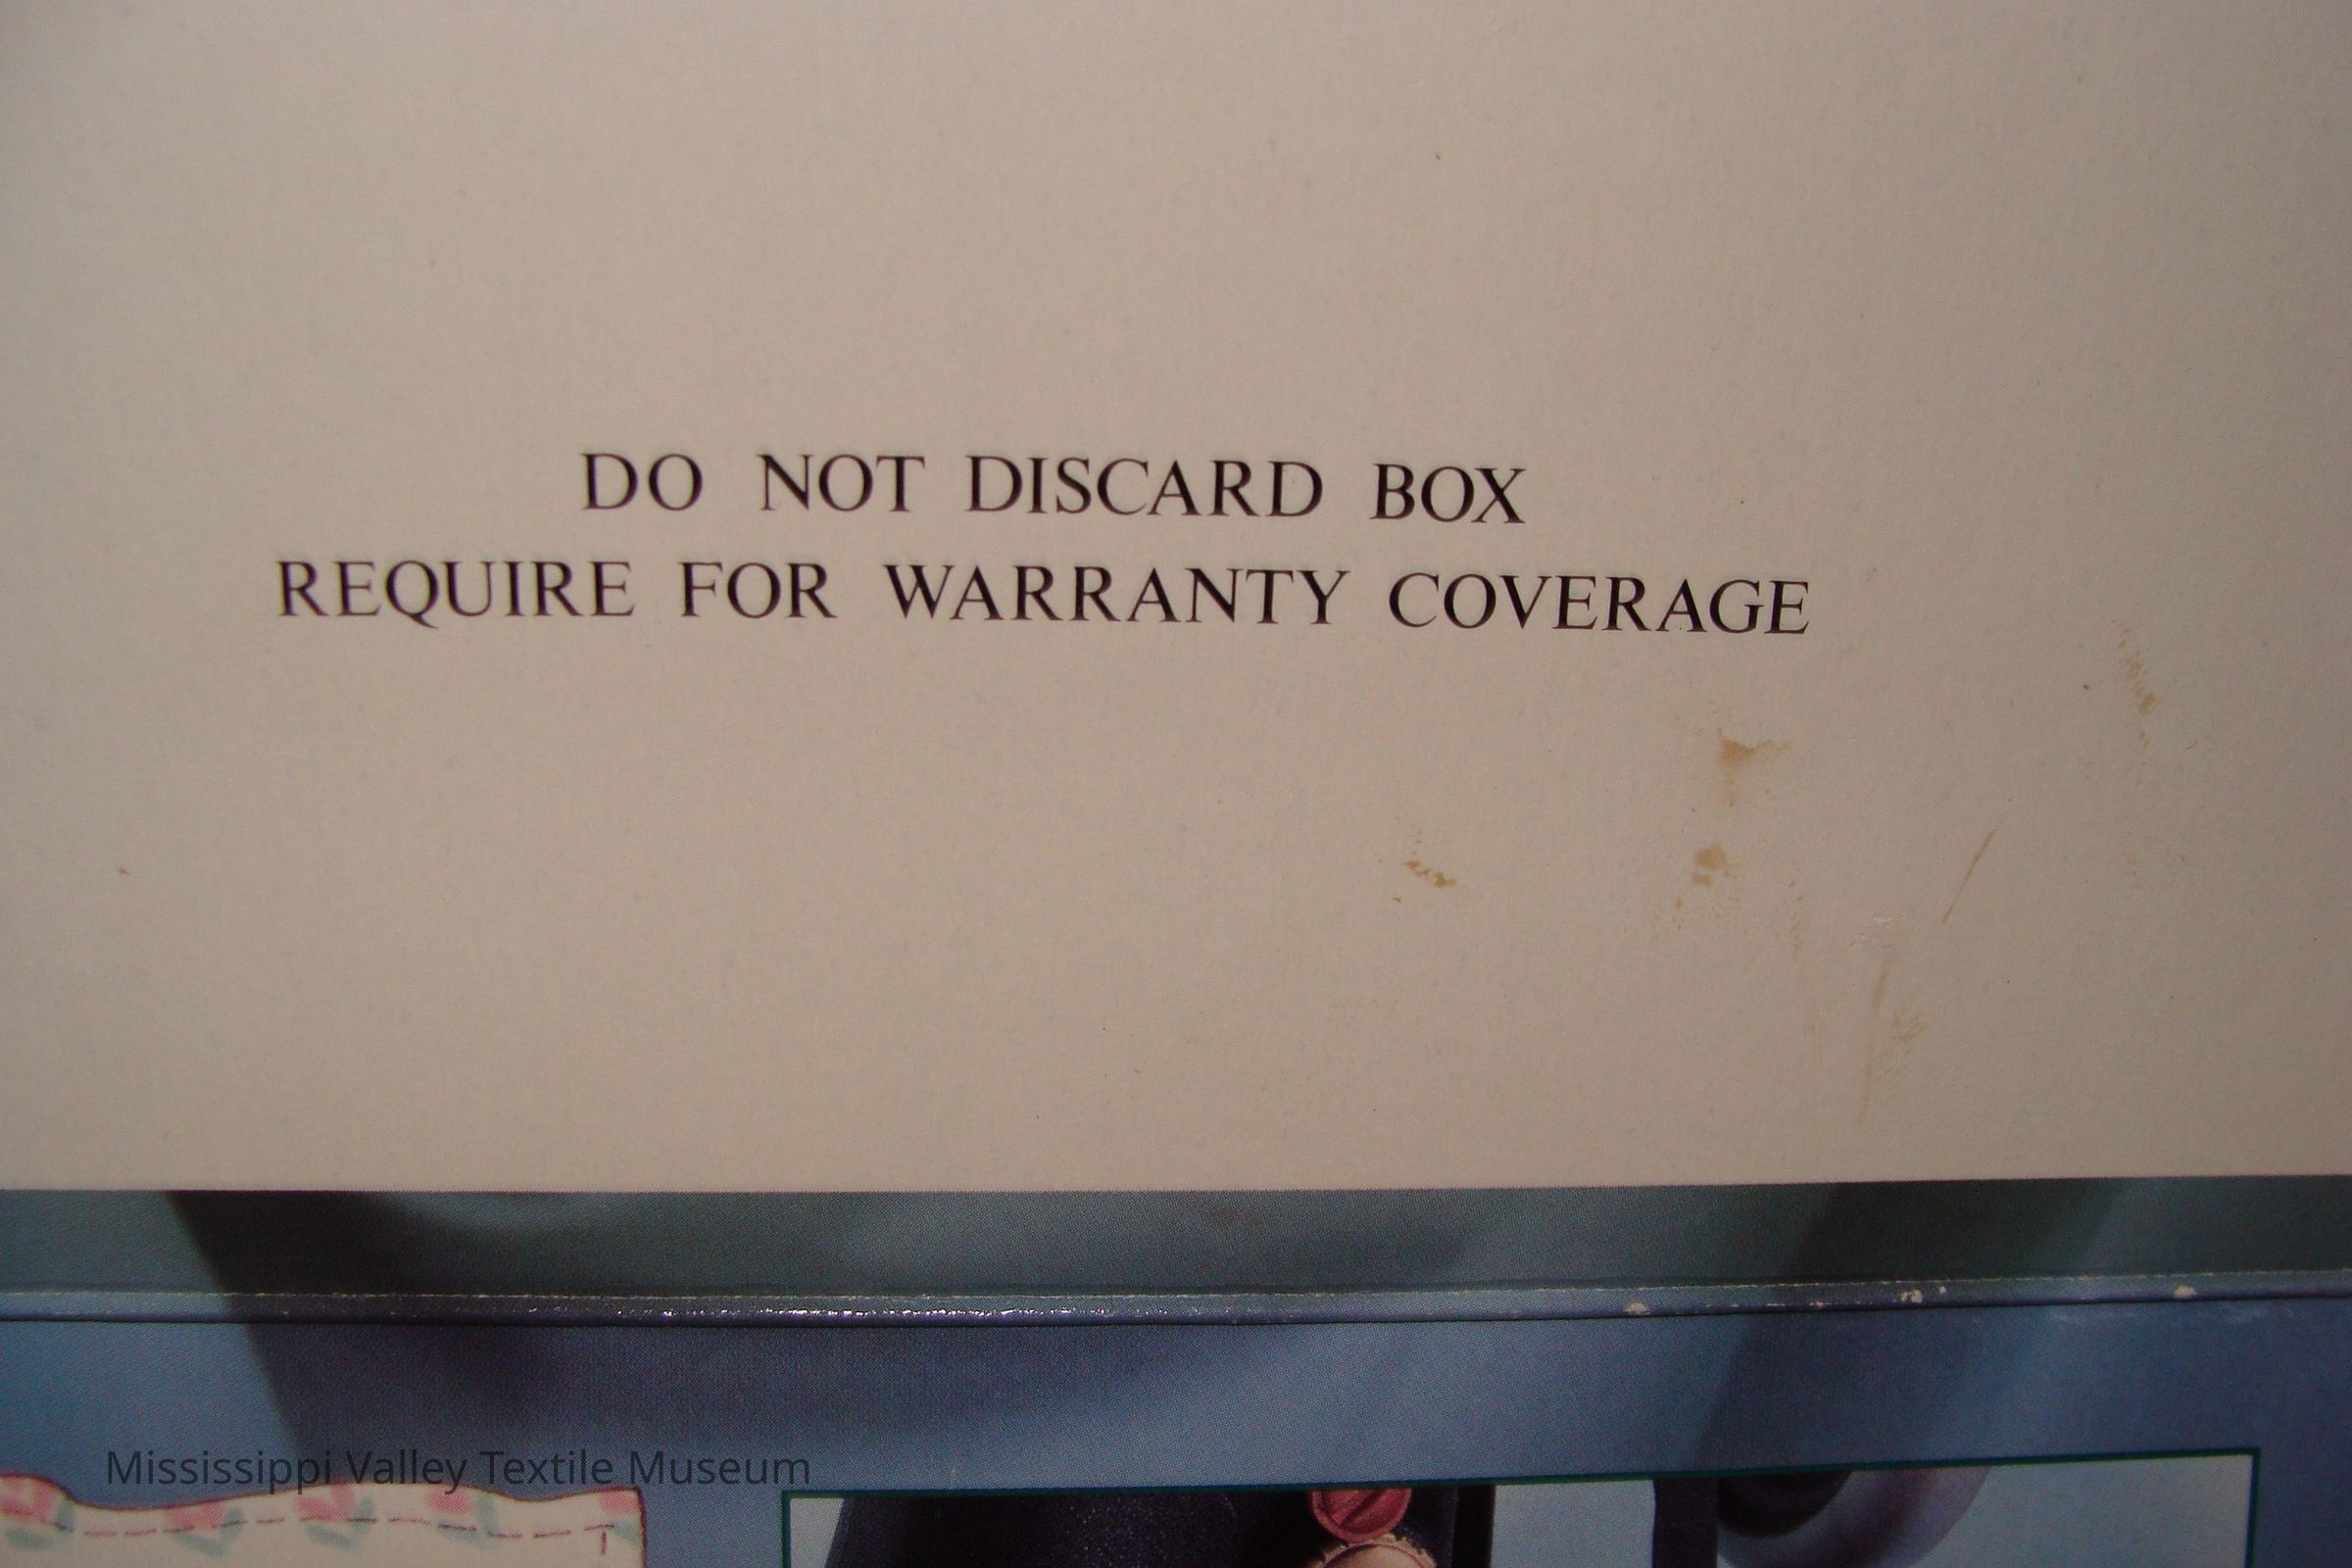 DO NOT DISCARD BOX
REQUIRE FOR WARRANTY COVERAGE
Mississippi Valley Textile Museum